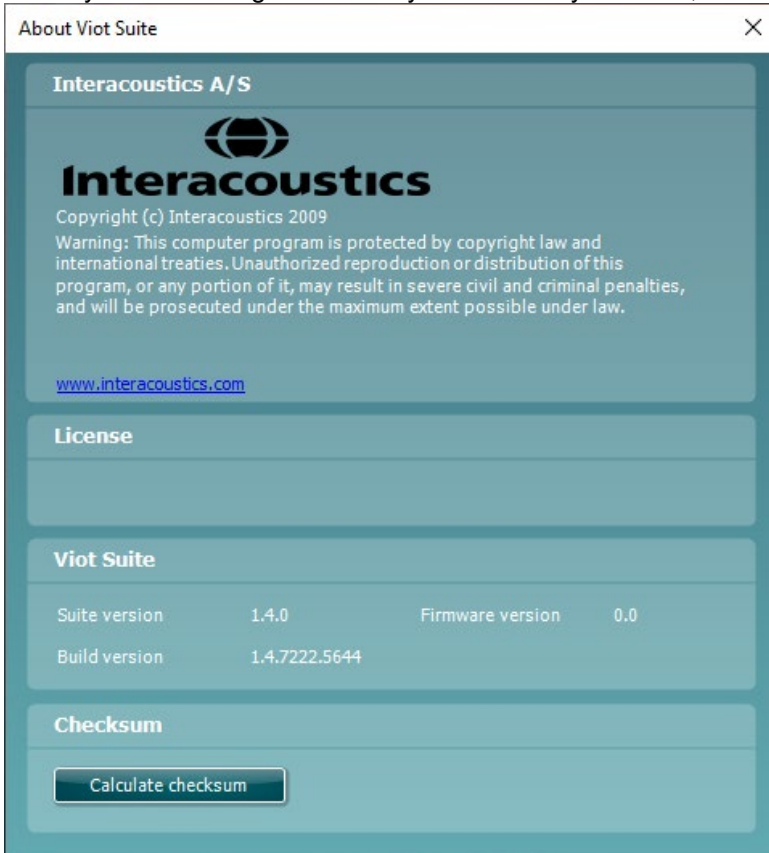 About Viot Suite
Interacoustics A/S
Interacoustics
Copyright (c) Interacoustics 2009
Warning: This computer program is protected by copyright law and
international treaties. Unauthorized reproduction or distribution of this
program, or any portion of it, may result in severe civil and criminal penalties,
and will be prosecuted under the maximum extent possible under law.
www.interacoustics.com
License
Viot Suite
Suite version 1.4.0 Firmware version 0.0
Build version 1.4.7222.5644
Checksum
Calculate checksum